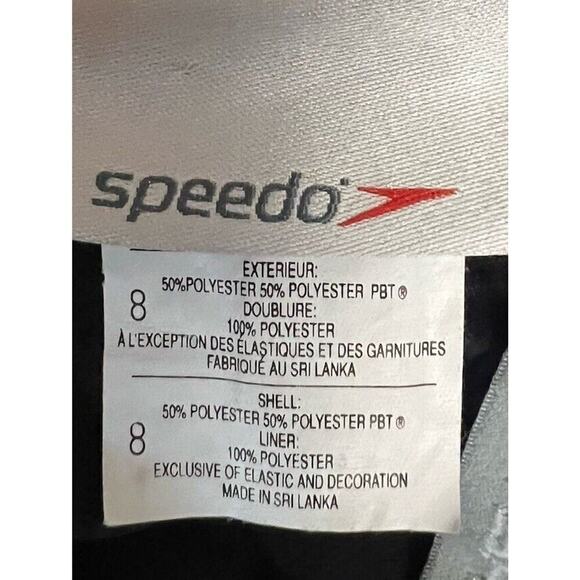 speedo
EXTERIEUR:
50%POLYESTER 50% POLYESTER PBT®
8
DOUBLURE:
100% POLYESTER
À L'EXCEPTION DES ÉLASTIQUES ET DES GARNITURES
FABRIQUÉ AU SRI LANKA
SHELL:
50% POLYESTER 50% POLYESTER PBT®
8
LINER:
100% POLYESTER
EXCLUSIVE OF ELASTIC AND DECORATION
MADE IN SRI LANKA